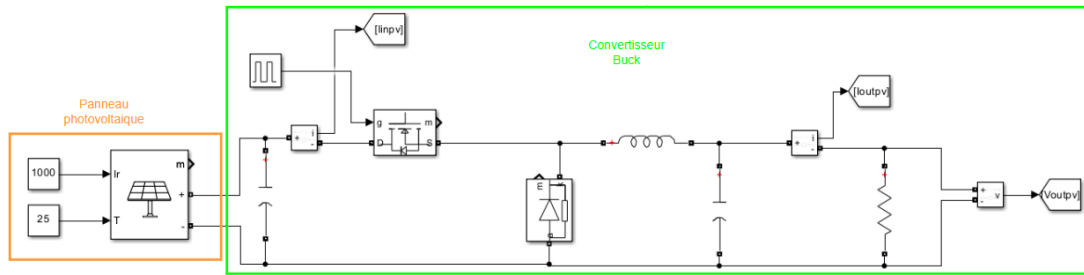 [Iinpv]
Convertisseur
Buck
[Ioutpv]
Panneau
photovoltaique
i
+
-
g
m
D
S
i
+
-
1000
Ir
m
+
25
T
-
m
+
-
v
[Voutpv]